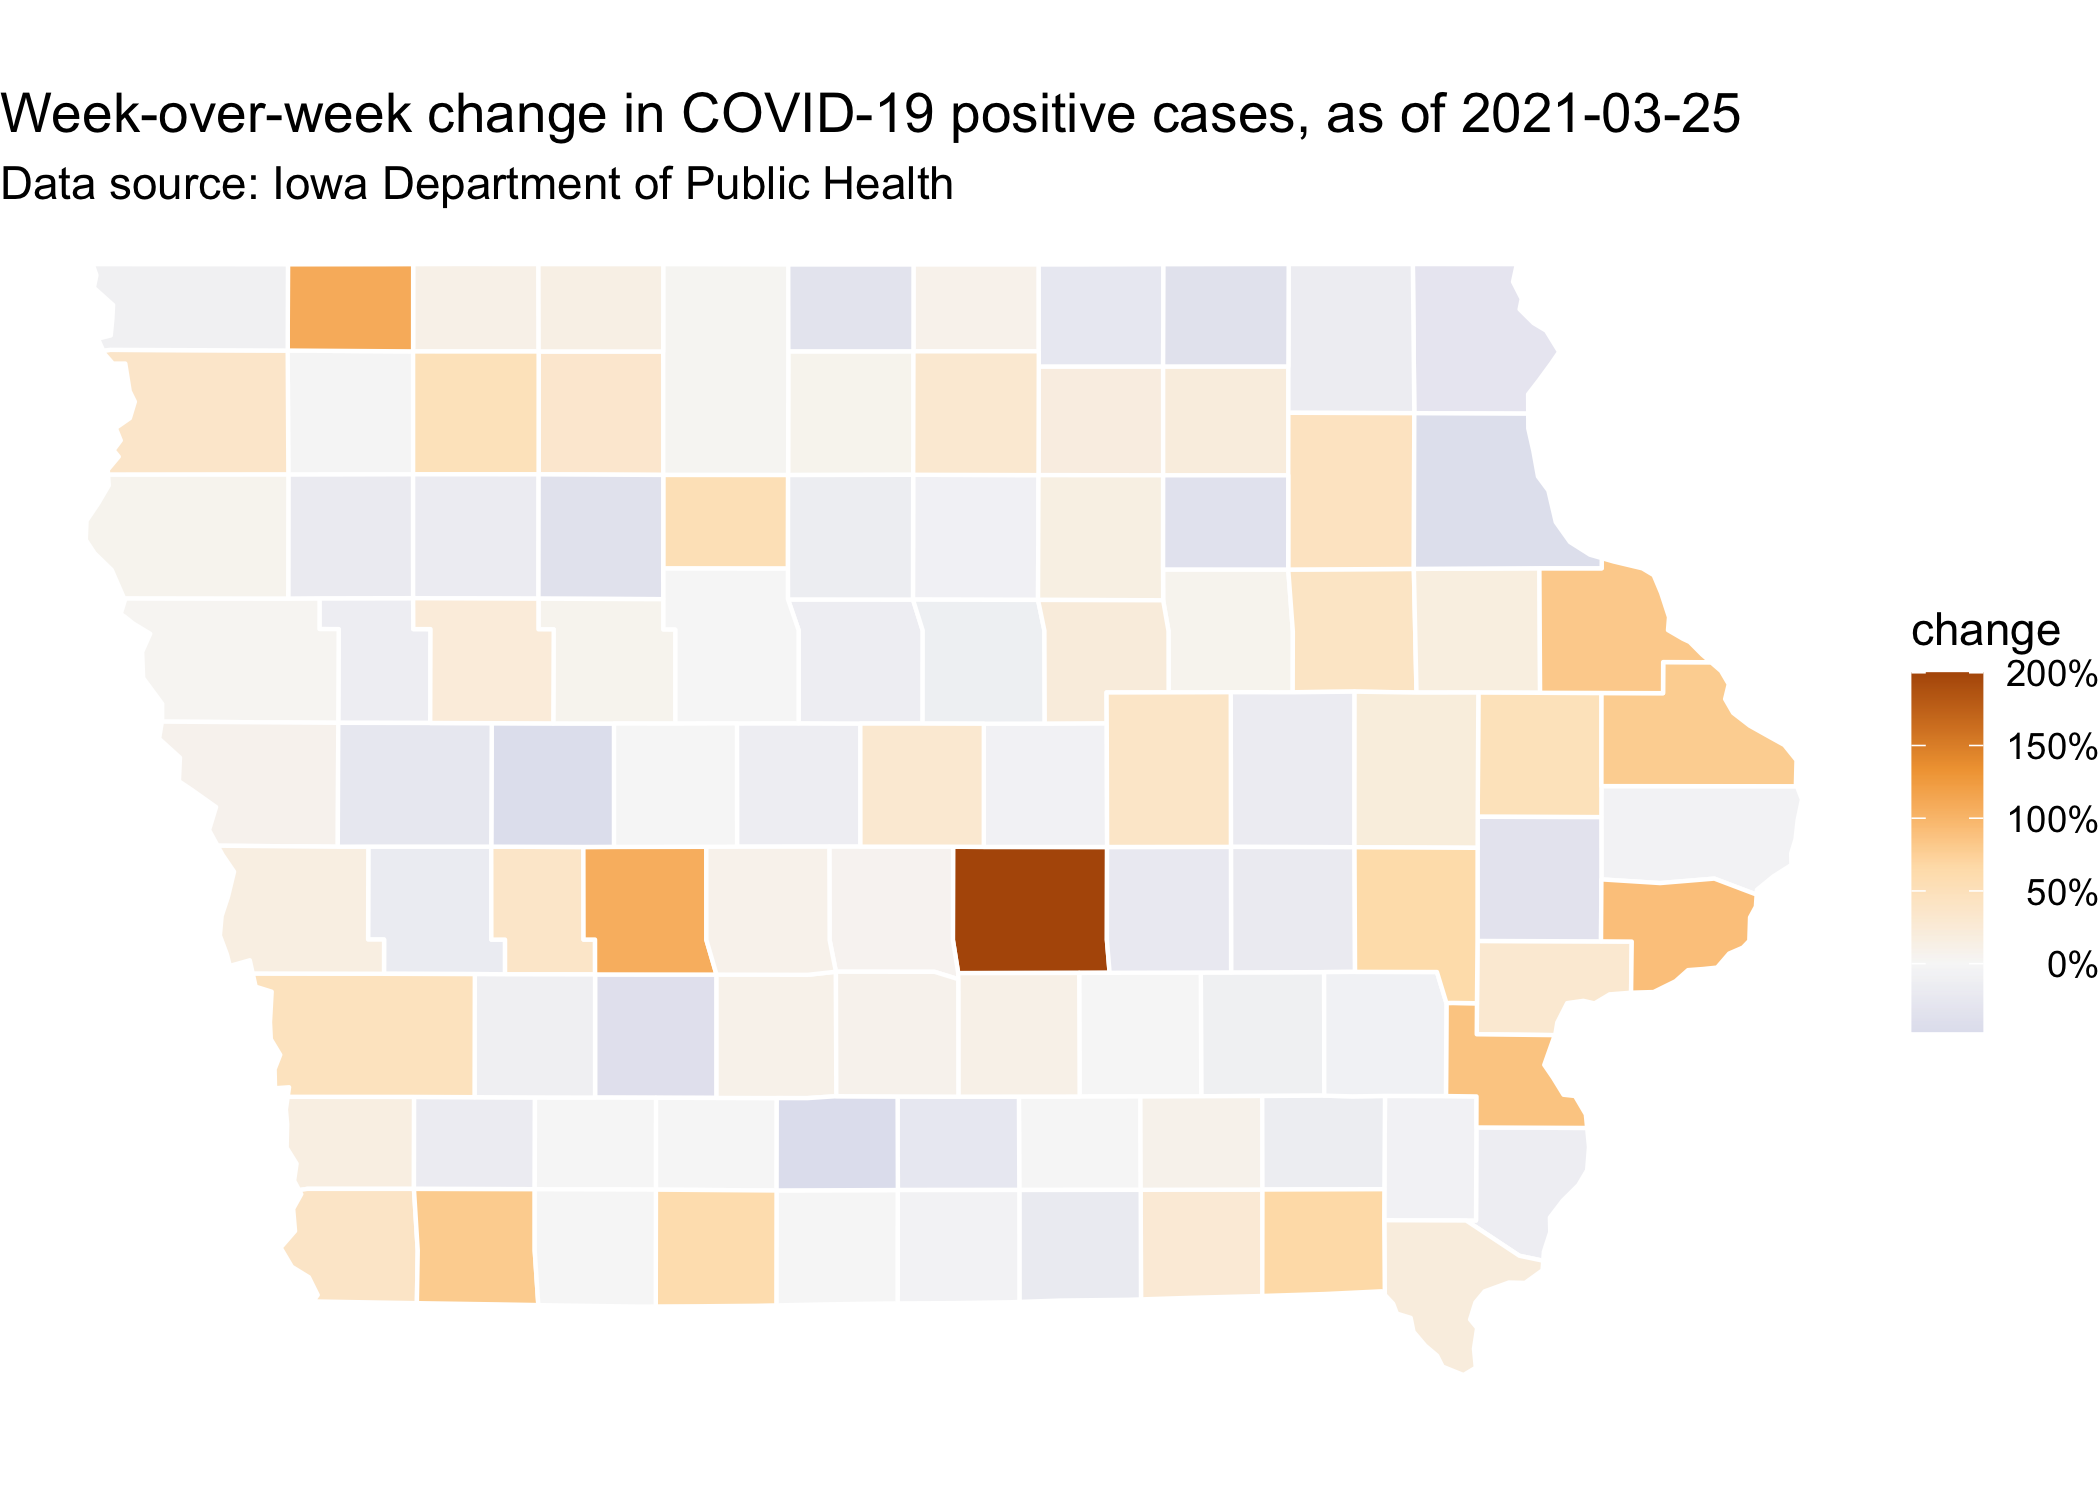 Week-over-week change in COVID-19 positive cases, as of 2021-03-25
Data source: Iowa Department of Public Health
change
200%
150%
100%
50%
0%